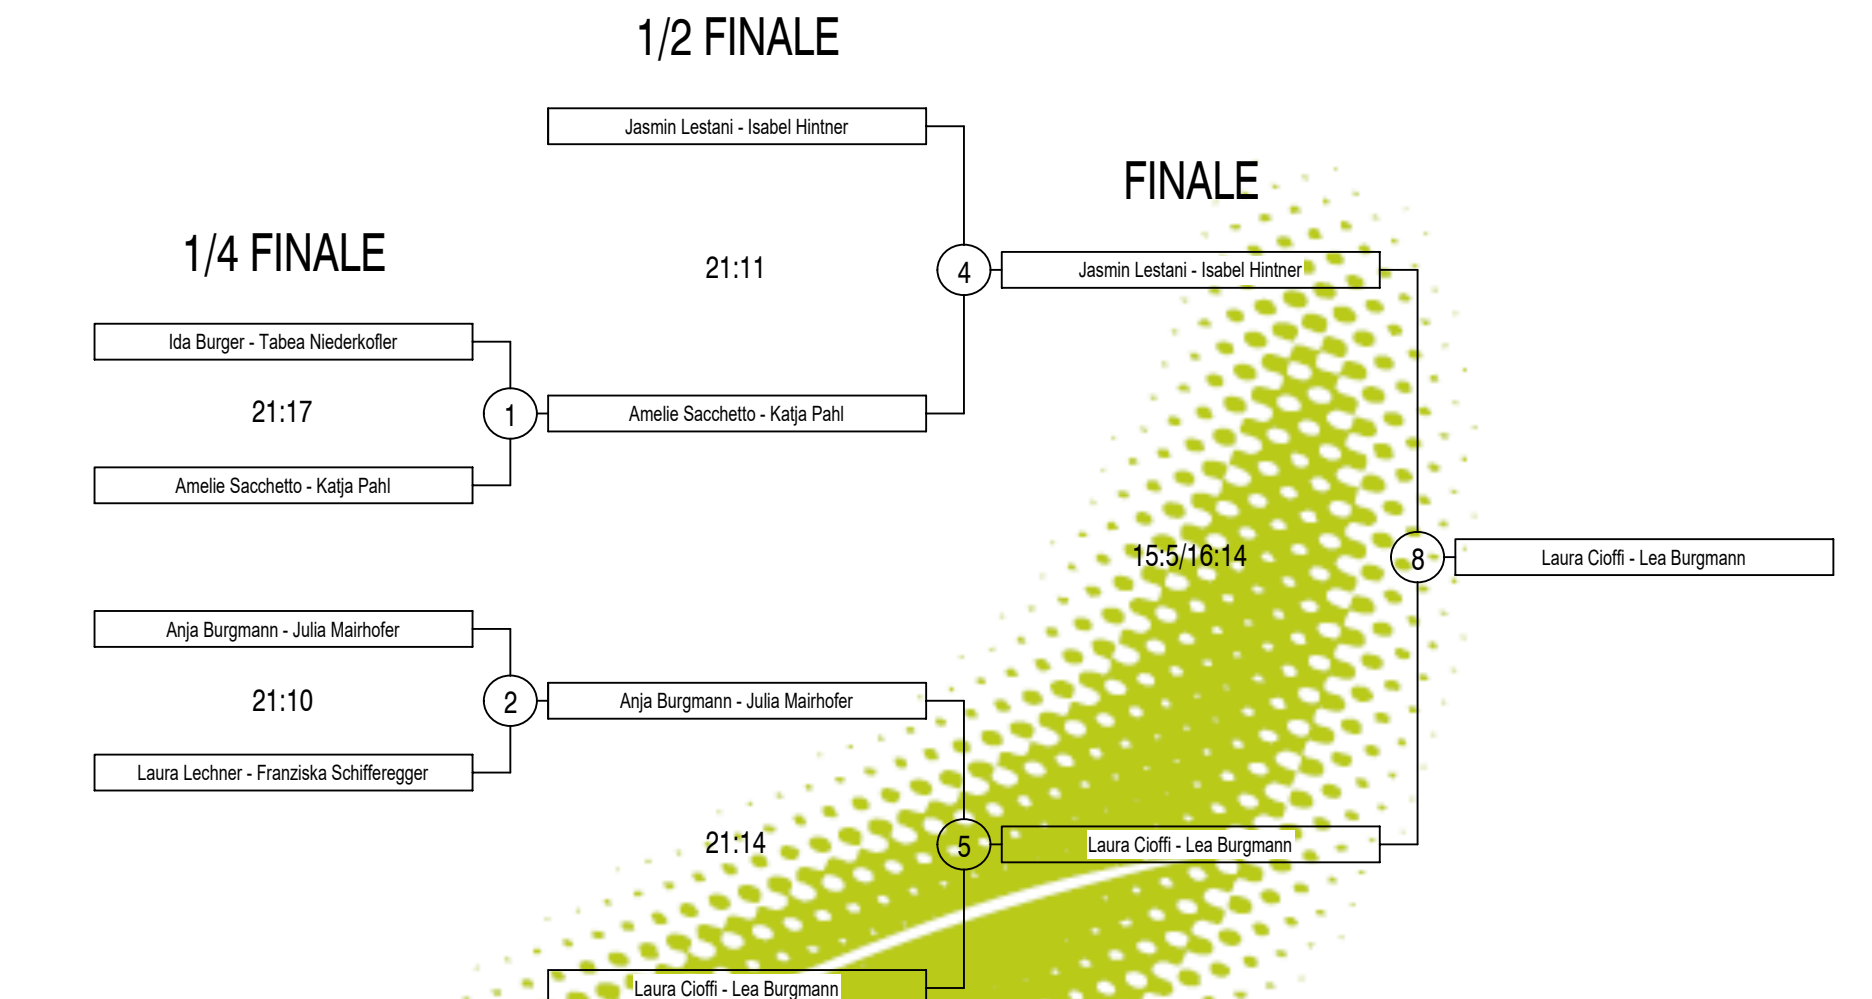 1/2 FINALE
Jasmin Lestani - Isabel Hintner
FINALE
1/4 FINALE
21:11
4
Jasmin Lestani - Isabel Hintner
Ida Burger - Tabea Niederkofler
21:17
1
Amelie Sacchetto - Katja Pahl
Amelie Sacchetto - Katja Pahl
15:5/16:14
8
Laura Cioffi - Lea Burgmann
Anja Burgmann - Julia Mairhofer
21:10
2
Anja Burgmann - Julia Mairhofer
Laura Lechner - Franziska Schifferegger
21:14
5
Laura Cioffi - Lea Burgmann
Laura Cioffi - Lea Burgmann